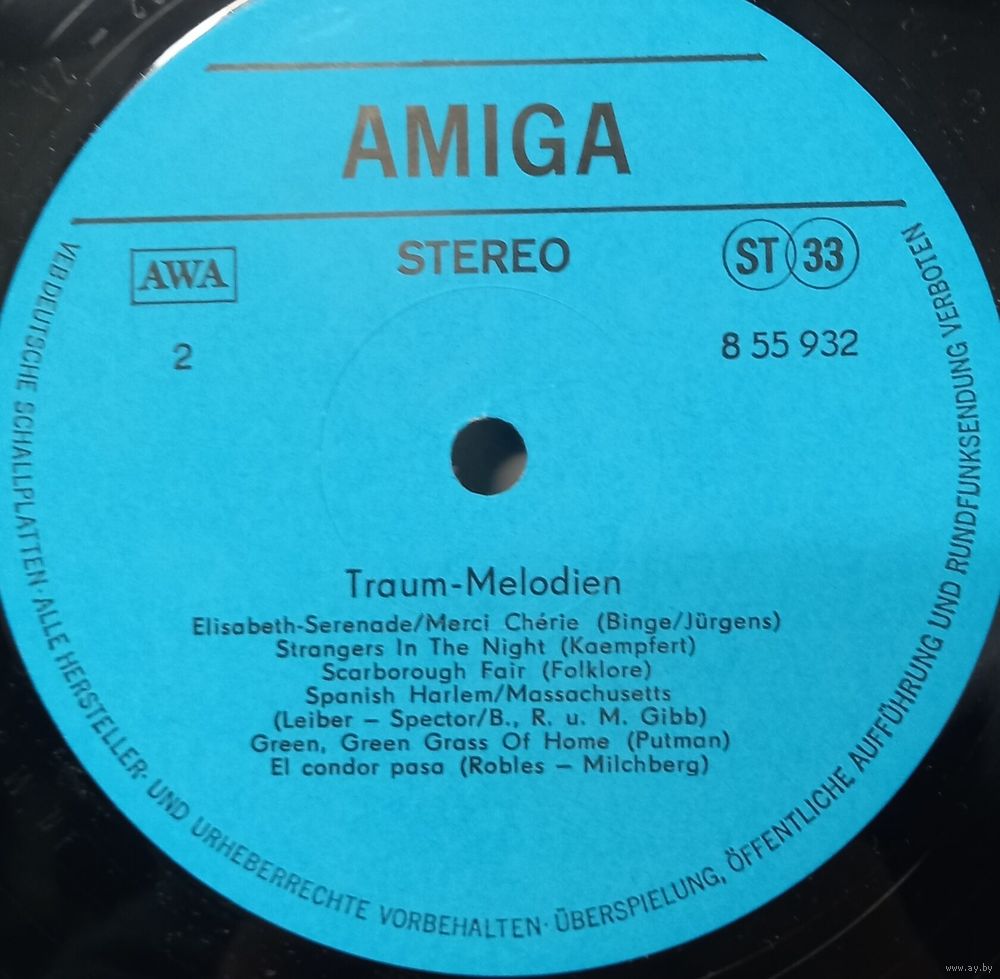 AMIGA
AWA
STEREO
ST 33
2
8 55 932
Traum-Melodien
Elisabeth-Serenade/Merci Chérie (Binge/Jürgens)
Strangers In The Night (Kaempfert)
Scarborough Fair (Folklore)
Spanish Harlem/Massachusetts
(Leiber – Spector/B., R. u. M. Gibb)
Green, Green Grass Of Home (Putman)
El condor pasa (Robles – Milchberg)
VEB DEUTSCHE SCHALLPLATTEN · ALLE HERSTELLER- UND URHEBERRECHTE VORBEHALTEN · ÜBERSPIELUNG, ÖFFENTLICHE AUFFÜHRUNG UND RUNDFUNKSENDUNG VERBOTEN
www.ay.by